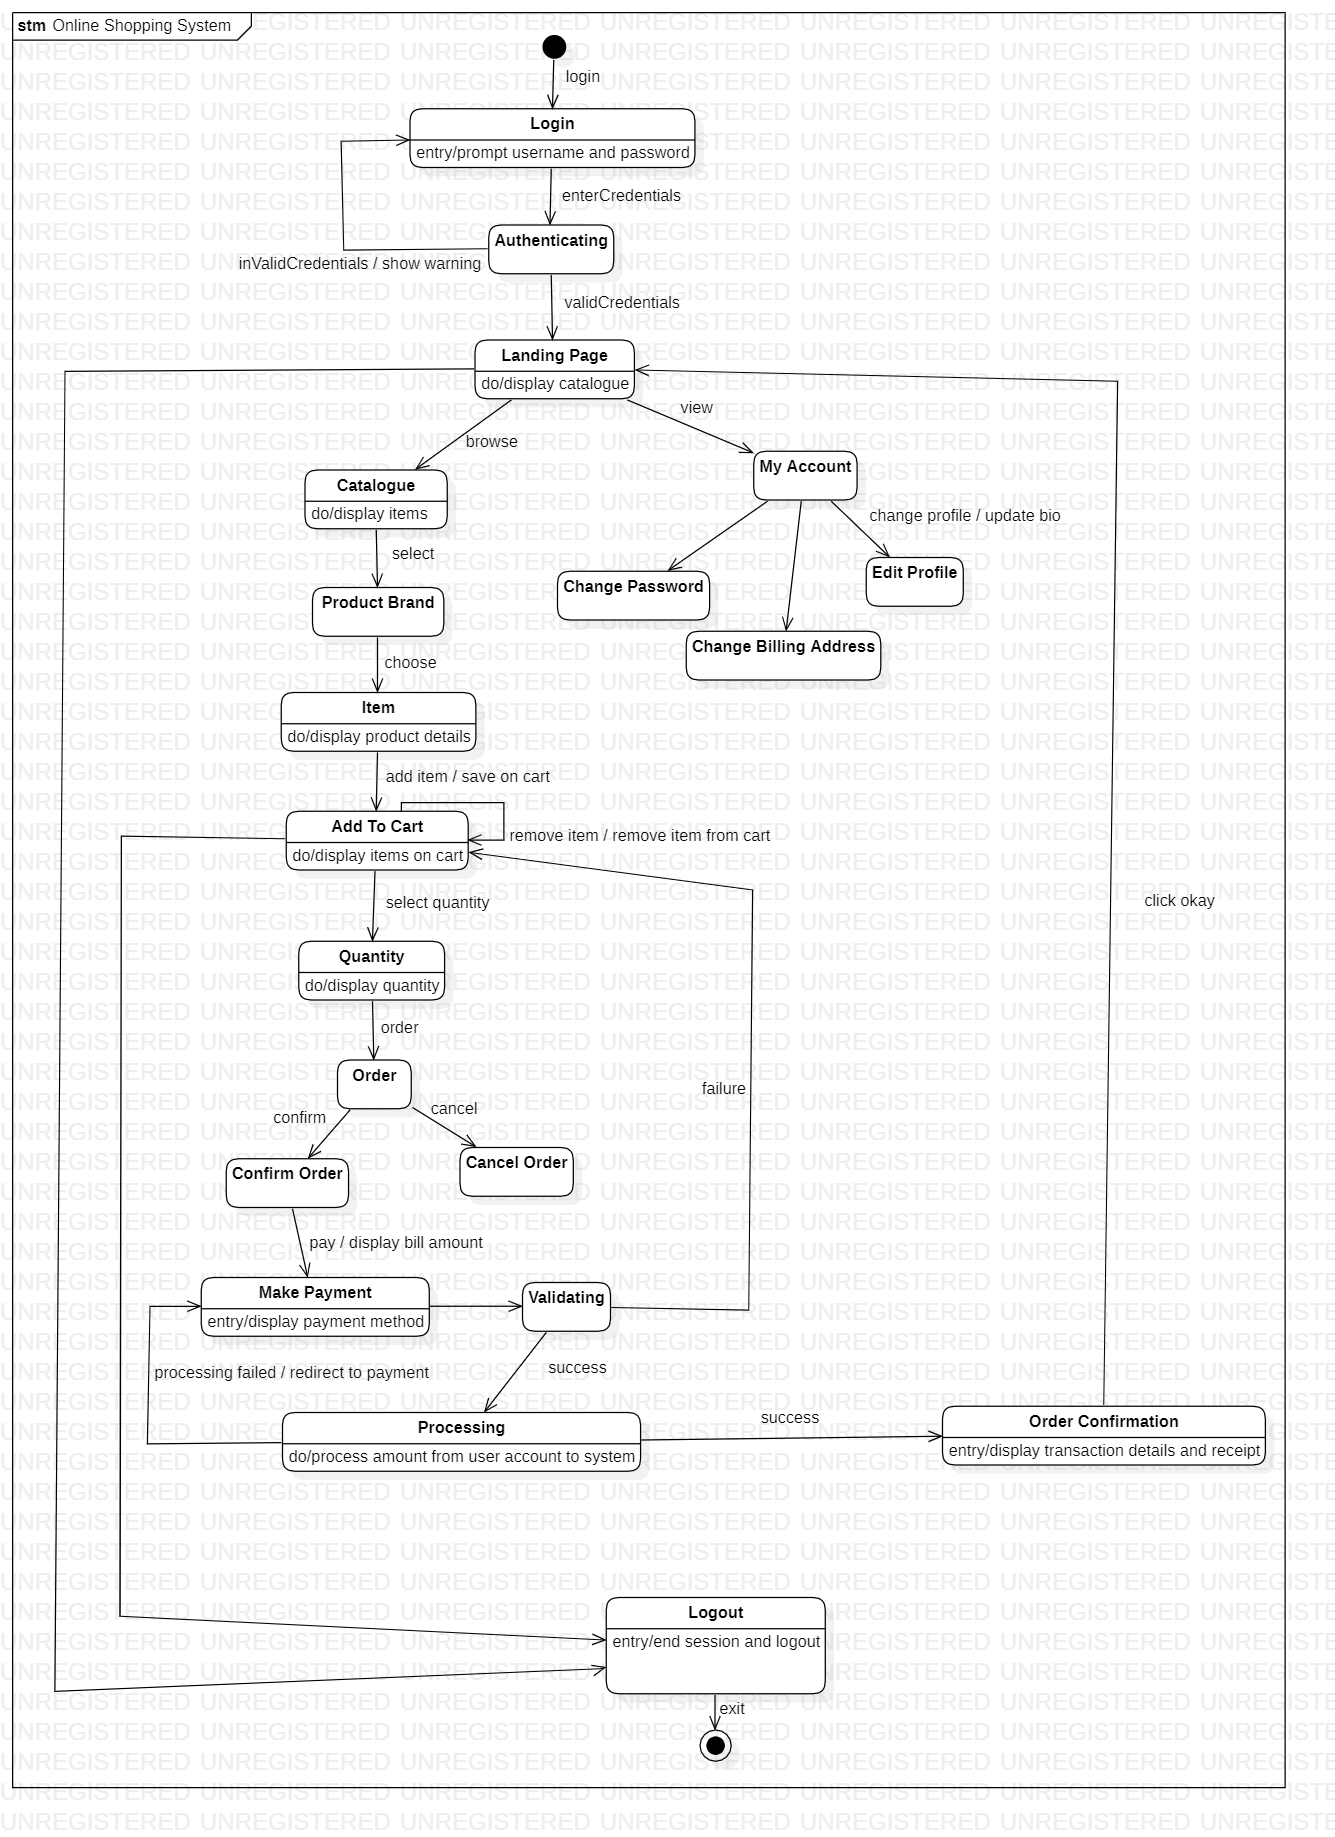 stm Online Shopping System
login
Login
entry/prompt username and password
enterCredentials
Authenticating
inValidCredentials / show warning
validCredentials
Landing Page
do/display catalogue
view
browse
My Account
Catalogue
do/display items
change profile / update bio
select
Edit Profile
Change Password
Product Brand
Change Billing Address
choose
Item
do/display product details
add item / save on cart
Add To Cart
remove item / remove item from cart
do/display items on cart
click okay
select quantity
Quantity
do/display quantity
order
Order
failure
confirm
cancel
Cancel Order
Confirm Order
pay / display bill amount
Make Payment
Validating
entry/display payment method
success
processing failed / redirect to payment
success
Processing
Order Confirmation
do/process amount from user account to system
entry/display transaction details and receipt
Logout
entry/end session and logout
exit
UNREGISTERED